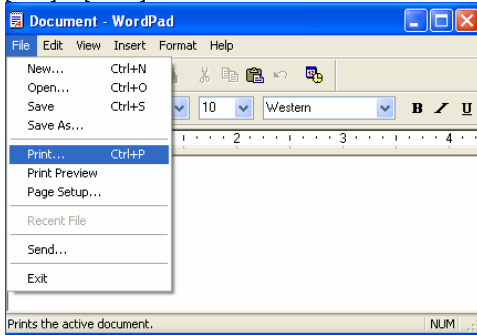 Document - WordPad
File Edit View Insert Format Help
New... Ctrl+N
Open... Ctrl+O
Save Ctrl+S
Save As...
10 Western B / U
2 3 4
Print... Ctrl+P
Print Preview
Page Setup...
Recent File
Send...
Exit
Prints the active document. NUM